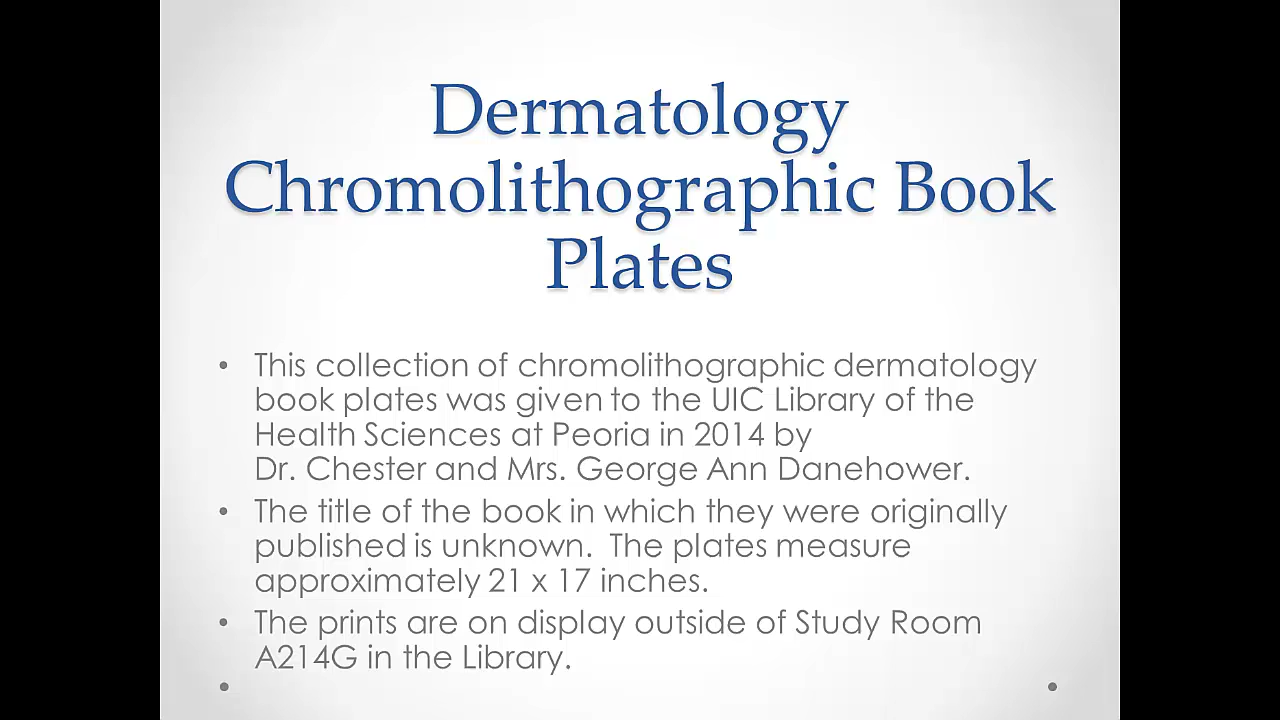 Dermatology
Chromolithographic Book
Plates
• This collection of chromolithographic dermatology
book plates was given to the UIC Library of the
Health Sciences at Peoria in 2014 by
Dr. Chester and Mrs. George Ann Danehower.
• The title of the book in which they were originally
published is unknown.  The plates measure
approximately 21 x 17 inches.
• The prints are on display outside of Study Room
A214G in the Library.